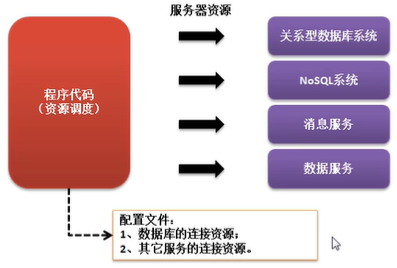 服务器资源
程序代码
（资源调度）
关系型数据库系统
NoSQL系统
消息服务
数据服务
配置文件：
1、数据库的连接资源；
2、其它服务的连接资源。